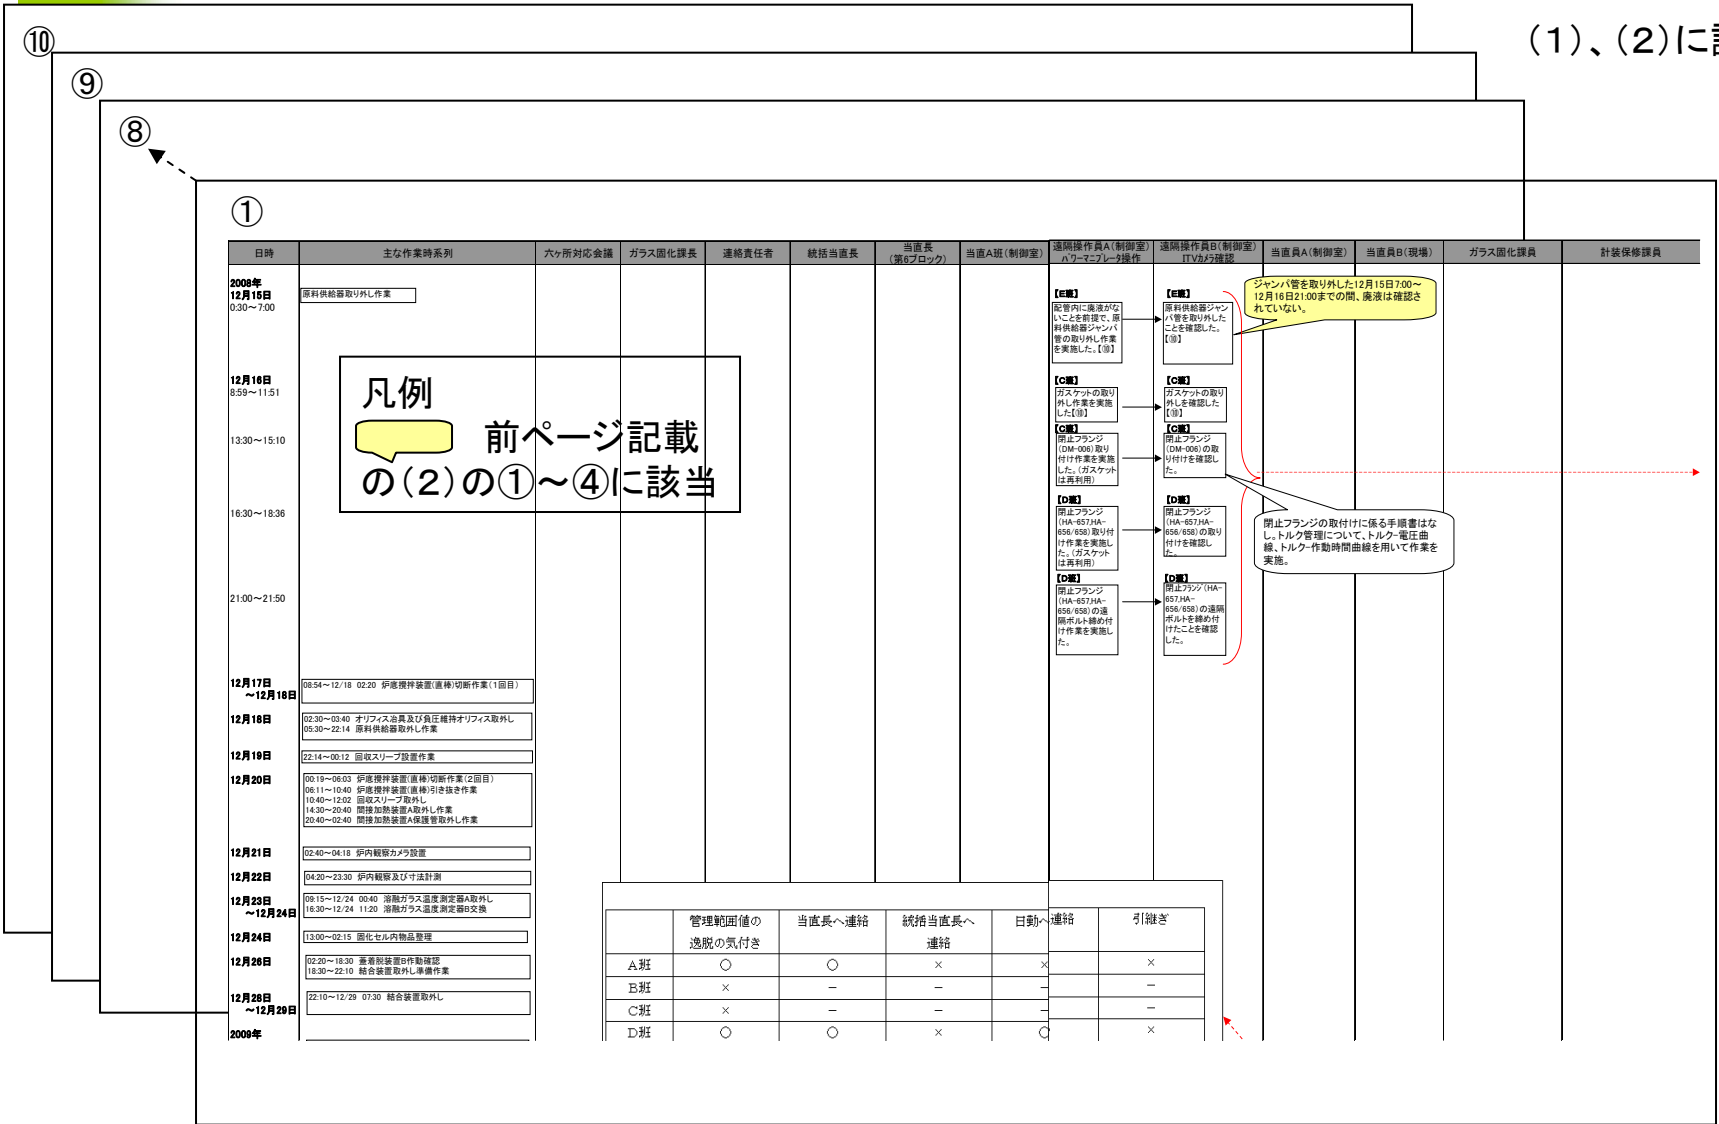 (1)、(2)に
⑩
⑨
⑧
①
日時
主な作業時系列
六ヶ所対応会議
ガラス固化課長
連絡責任者
統括当直長
当直長
(第6ブロック)
当直A班(制御室)
遠隔操作員A(制御室)
パワーマニプレータ操作
遠隔操作員B(制御室)
ITVカメラ確認
当直員A(制御室)
当直員B(現場)
ガラス固化課員
計装保修課員
2008年
12月15日
0:30～7:00
原料供給器取り外し作業
【E班】
配管内に廃液がな
いことを前提で、原
料供給器ジャンパ
管の取り外し作業
を実施した。【⑩】
【E班】
原料供給器ジャン
パ管を取り外した
ことを確認した。
【⑩】
ジャンパ管を取り外した12月15日7:00～
12月16日21:00までの間、廃液は確認さ
れていない。
凡例
前ページ記載
の(2)の①～④に該当
12月16日
8:59～11:51
【C班】
ガスケットの取り
外し作業を実施
した【⑩】
【C班】
ガスケットの取り
外しを確認した
【⑩】
13:30～15:10
【C班】
閉止フランジ
(DM-006)取り
付け作業を実施
した。(ガスケット
は再利用)
【C班】
閉止フランジ
(DM-006)の取
り付けを確認し
た。
16:30～18:36
【D班】
閉止フランジ
(HA-657,HA-
656/658)取り付
け作業を実施し
た。(ガスケット
は再利用)
【D班】
閉止フランジ
(HA-657,HA-
656/658)の取り
付けを確認し
た。
閉止フランジの取付けに係る手順書はな
し。トルク管理について、トルク-電圧曲
線、トルク-作動時間曲線を用いて作業を
実施。
21:00～21:50
【D班】
閉止フランジ
(HA-657,HA-
656/658)の遠
隔ボルト締め付
け作業を実施し
た。
【D班】
閉止フランジ(HA-
657,HA-
656/658)の遠隔
ボルトを締め付
けたことを確認
した。
12月17日
～12月18日
08:54～12/18 02:20 炉底攪拌装置(直棒)切断作業(1回目)
12月18日
02:30～03:40 オリフィス治具及び負圧維持オリフィス取外し
05:30～22:14 原料供給器取外し作業
12月19日
22:14～00:12 回収スリーブ設置作業
12月20日
00:19～06:03 炉底攪拌装置(直棒)切断作業(2回目)
06:11～10:40 炉底攪拌装置(直棒)引き抜き作業
10:40～12:02 回収スリーブ取外し
14:30～20:40 間接加熱装置A取外し作業
20:40～02:40 間接加熱装置A保護管取外し作業
12月21日
02:40～04:18 炉内観察カメラ設置
12月22日
04:20～23:30 炉内観察及び寸法計測
12月23日
～12月24日
09:15～12/24 00:40 溶融ガラス温度測定器A取外し
16:30～12/24 11:20 溶融ガラス温度測定器B交換
12月24日
13:00～02:15 固化セル内物品整理
12月26日
02:20～18:30 蓋着脱装置B作動確認
18:30～22:10 結合装置取外し準備作業
12月28日
～12月29日
22:10～12/29 07:30 結合装置取外し
2009年
管理範囲値の
逸脱の気付き
当直長へ連絡
統括当直長へ
連絡
日勤へ連絡
引継ぎ
A班 ○ ○ × × ×
B班 × － － － －
C班 × － － － －
D班 ○ ○ × ○ ×